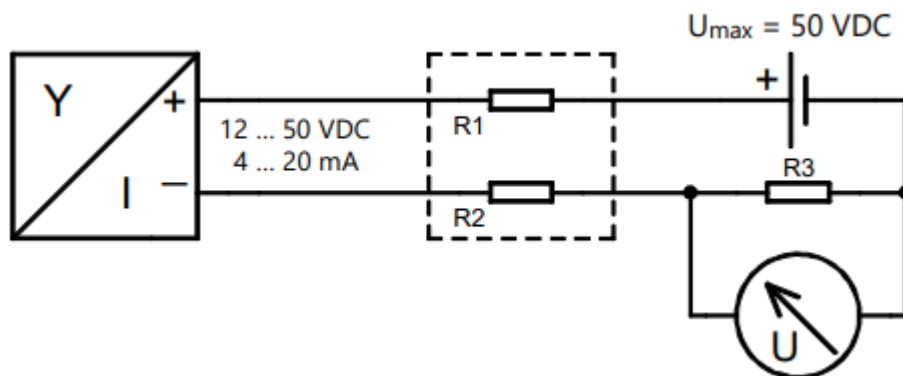 Umax = 50 VDC
Y
+
+
12 ... 50 VDC
4 ... 20 mA
R1
I
−
R2
R3
U